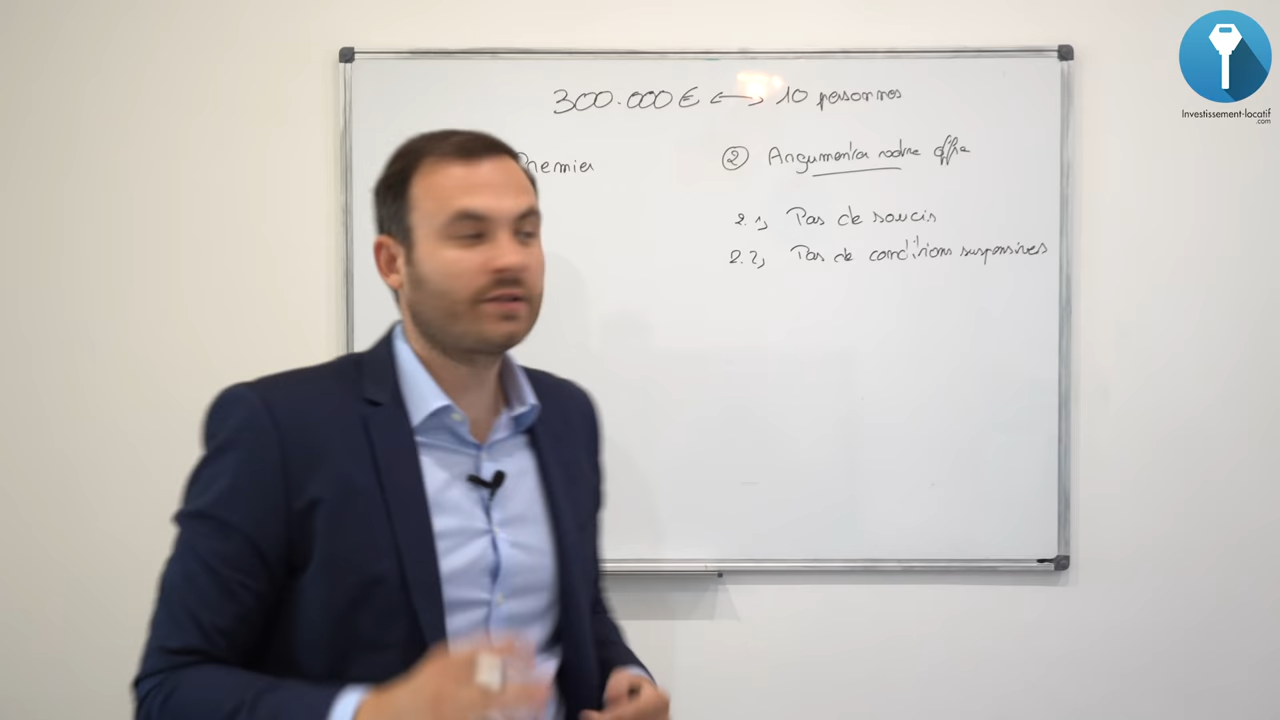 300.000€ ↔ 10 personnes
Premier
② Argumenter votre offre
2.1, Pas de soucis
2.2, Pas de conditions suspensives
Investissement-locatif
.com